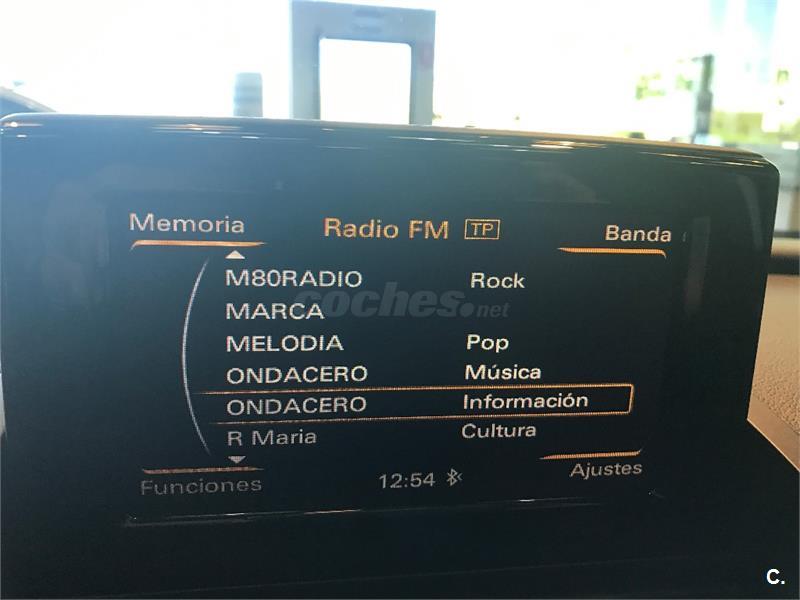 Memoria Radio FM TP Banda
M80RADIO Rock
MARCA
coches.net
MELODIA Pop
ONDACERO Música
ONDACERO Información
R Maria Cultura
Funciones 12:54 Ajustes
C.